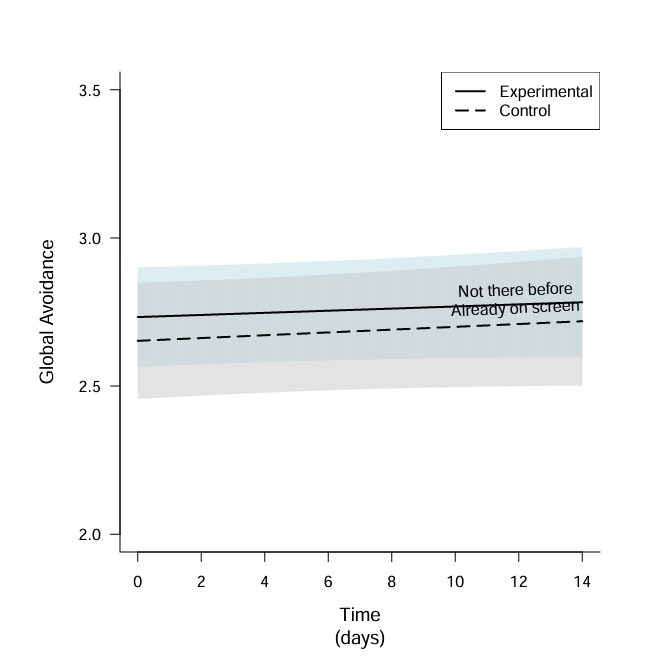 3.5
3.0
2.5
2.0
Global Avoidance
Experimental
Control
Not there before
Already on screen
0 2 4 6 8 10 12 14
Time
(days)